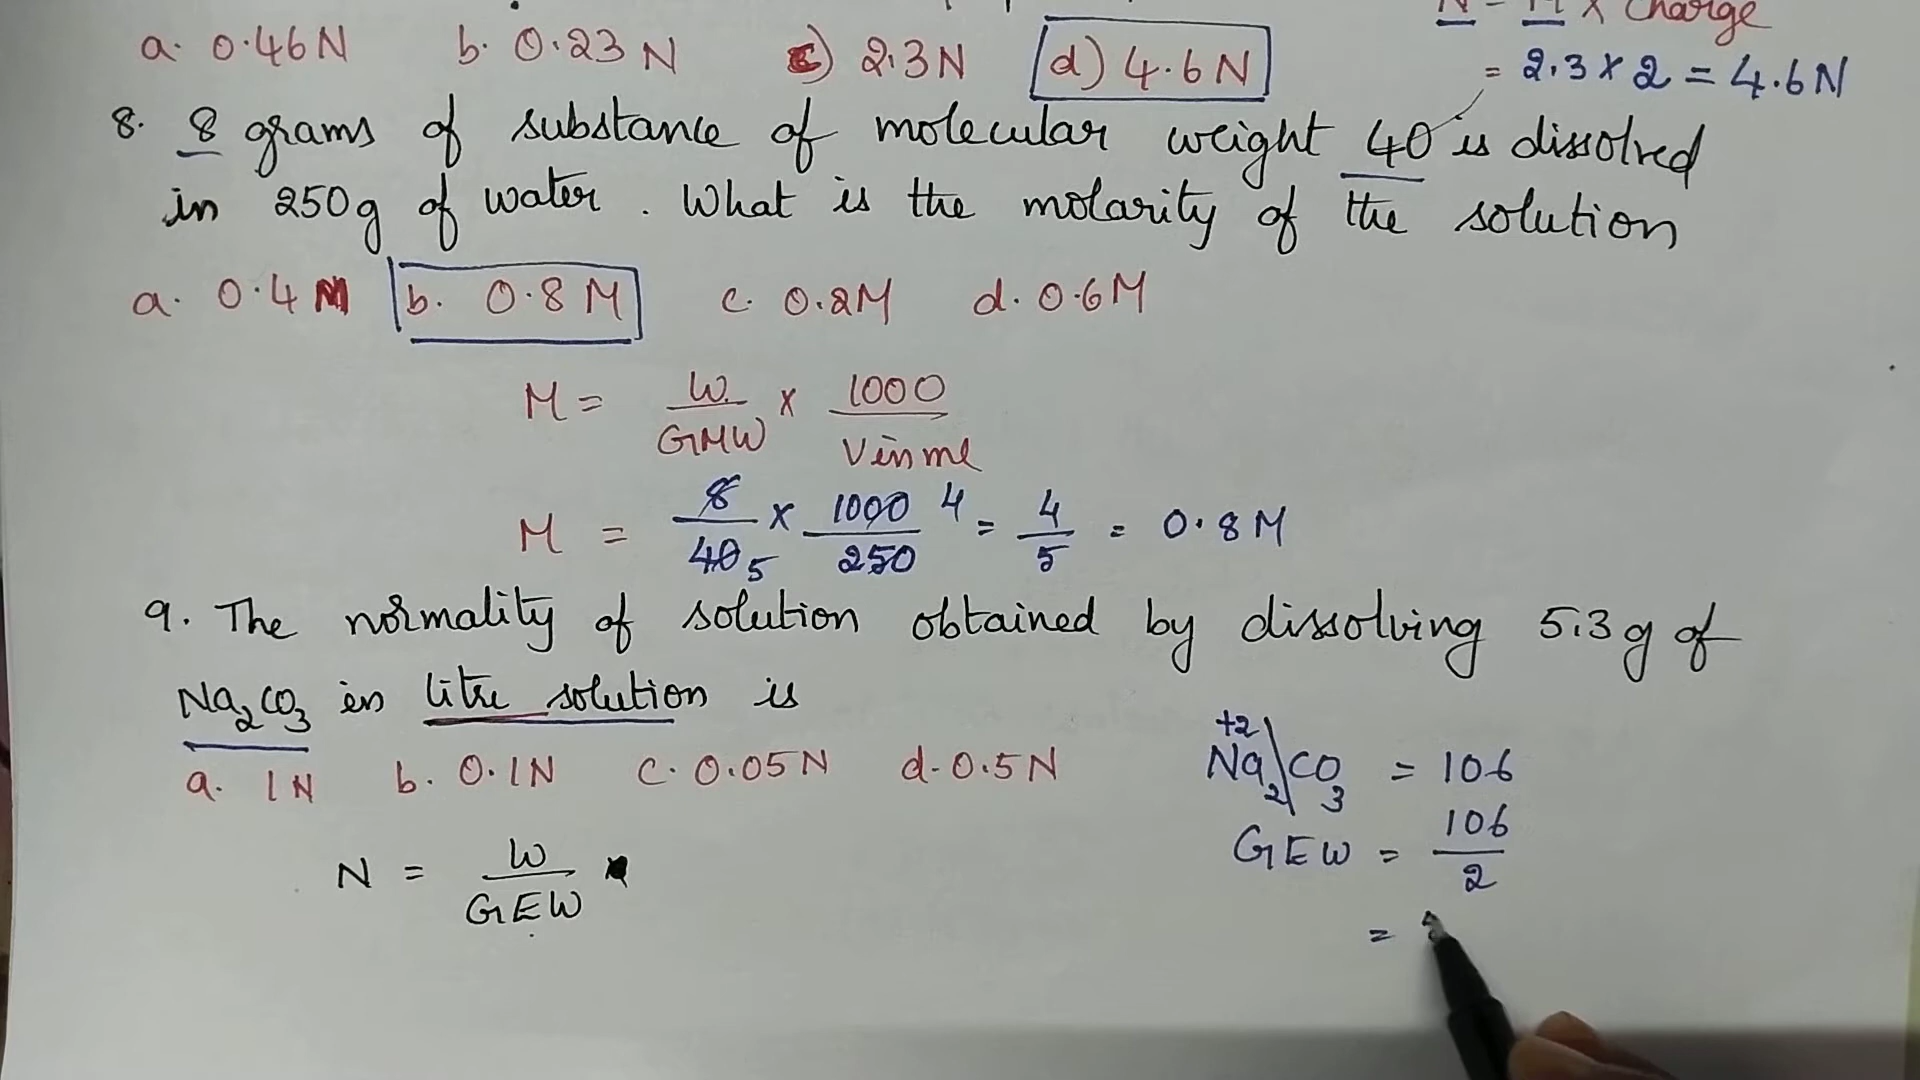 N = M x Charge
a. 0.46N b. 0.23 N c) 2.3N d) 4.6N
= 2.3 x 2 = 4.6N
8. 8 grams of substance of molecular weight 40 is dissolved
in 250g of water. What is the molarity of the solution
a. 0.4 M b. 0.8 M c. 0.2M d. 0.6M
M = W / GMW x 1000 / V in ml
M = 8 / 40 5 x 1000 4 / 250 = 4 / 5 = 0.8M
9. The normality of solution obtained by dissolving 5.3g of
Na2CO3 in litre solution is
a. 1N b. 0.1N c. 0.05N d. 0.5N
+2
Na2CO3 = 106
N = W / GEW
GEW = 106 / 2
=